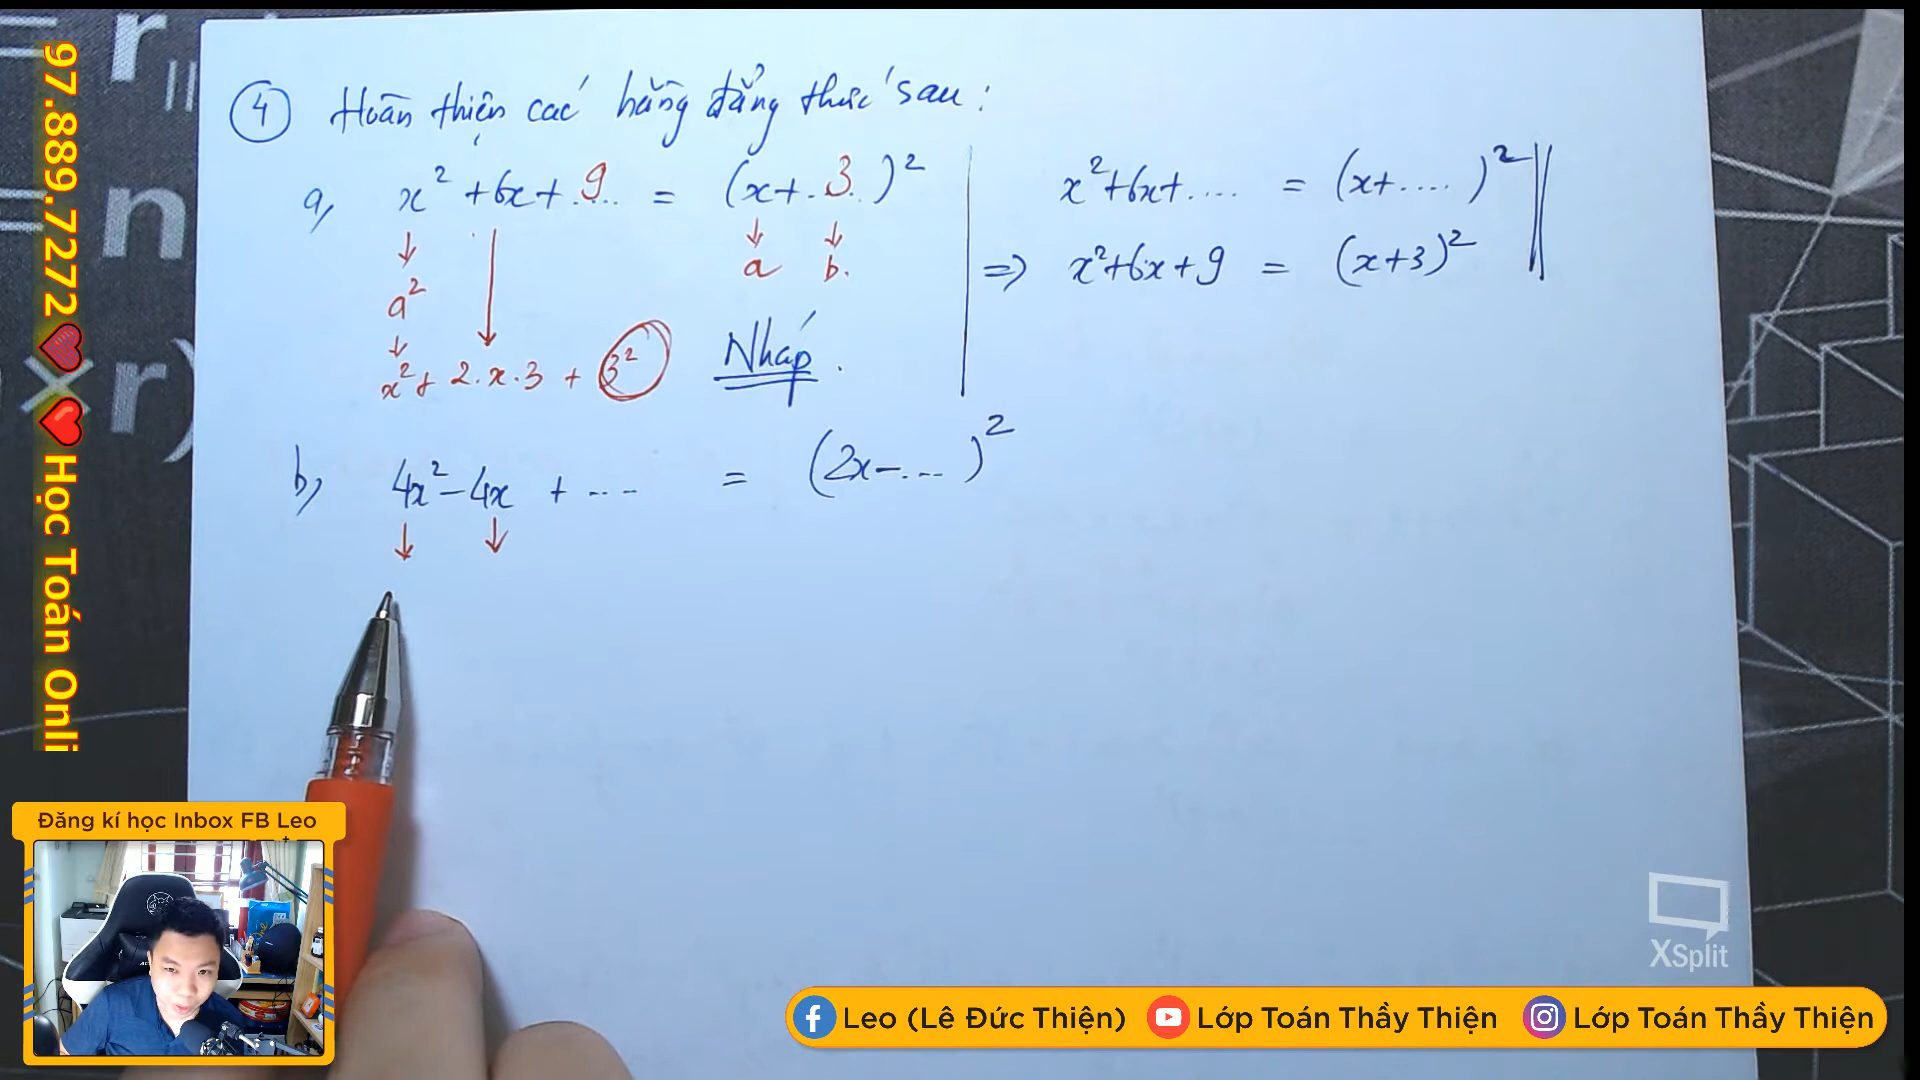 ④ Hoàn thiện các hằng đẳng thức sau:
a, x² + 6x + .9... = (x + .3. )²
x² + 6x + .... = (x + .... )²
a²
a b.
=> x² + 6x + 9 = (x + 3)²
x² + 2.x.3 + 3²
Nháp.
b, 4x² - 4x + .... = (2x - .... )²
97.889.7272❤❤Học Toán Onli
Đăng kí học Inbox FB Leo
XSplit
Leo (Lê Đức Thiện) Lớp Toán Thầy Thiện Lớp Toán Thầy Thiện
= r
= n
x r)